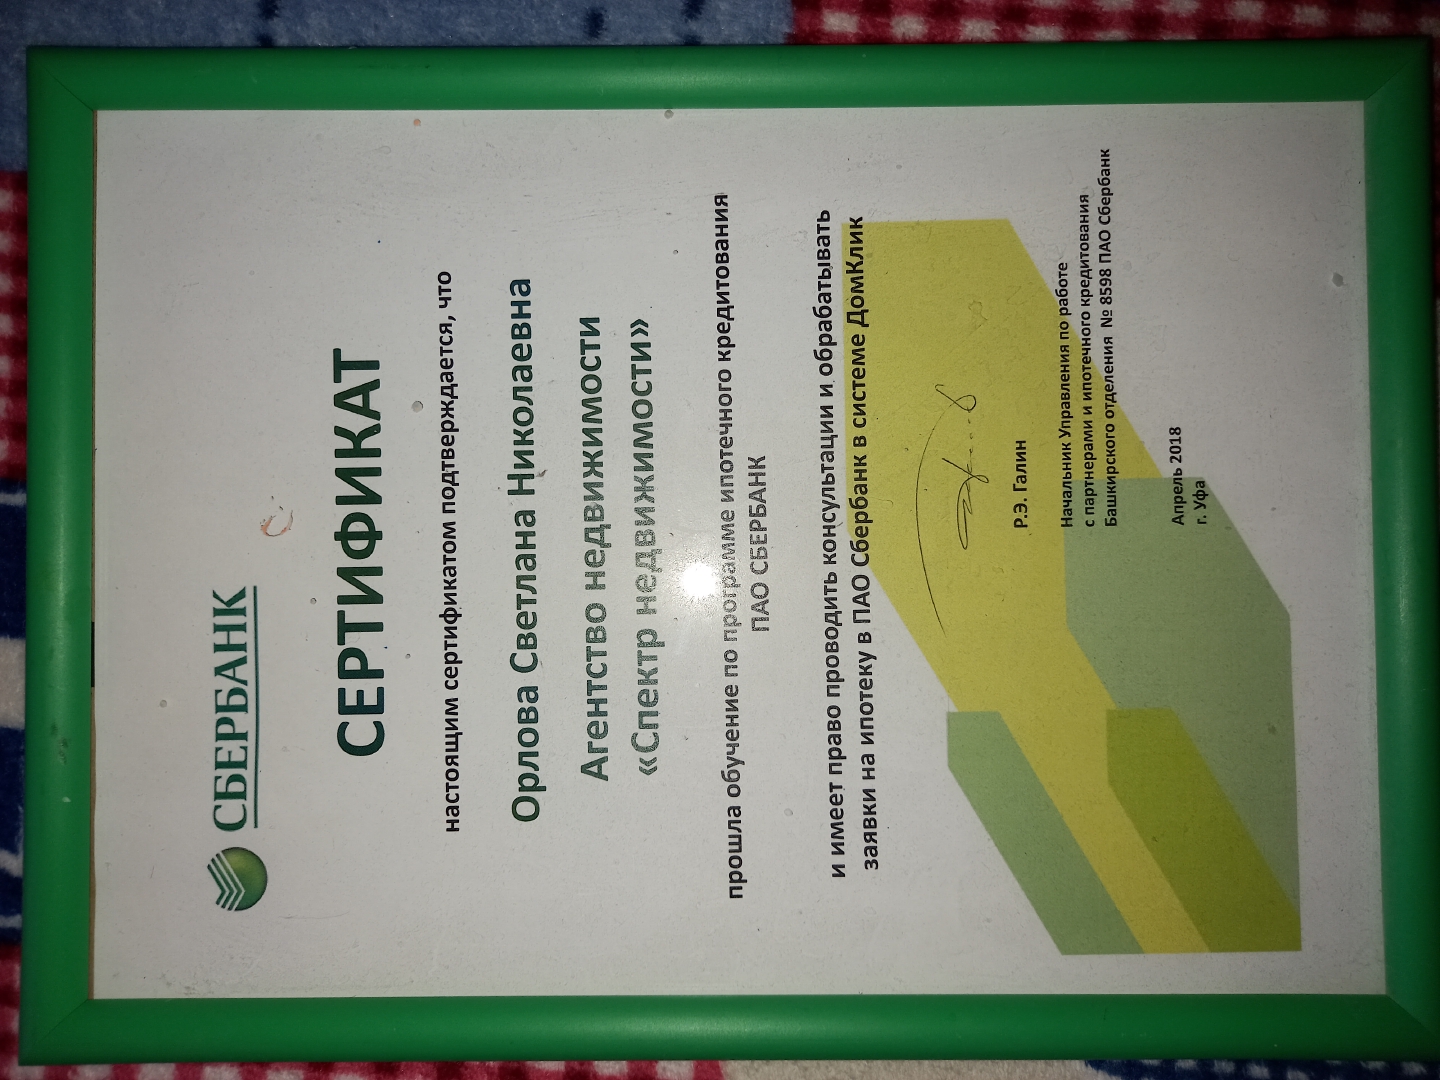 СБЕРБАНК
СЕРТИФИКАТ
настоящим сертификатом подтверждается, что
Орлова Светлана Николаевна
Агентство недвижимости
«Спектр недвижимости»
прошла обучение по программе ипотечного кредитования
ПАО СБЕРБАНК
и имеет право проводить консультации и обрабатывать
заявки на ипотеку в ПАО Сбербанк в системе ДомКлик
Р.Э. Галин
Начальник Управления по работе
с партнерами и ипотечного кредитования
Башкирского отделения № 8598 ПАО Сбербанк
Апрель 2018
г. Уфа